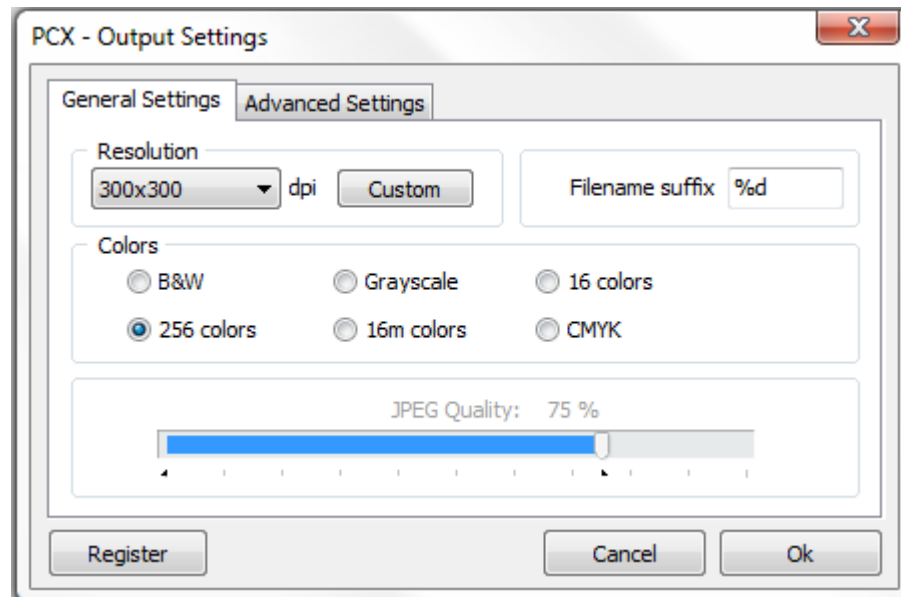 PCX - Output Settings
General Settings Advanced Settings
Resolution
300x300 dpi Custom
Filename suffix %d
Colors
B&W Grayscale 16 colors
256 colors 16m colors CMYK
JPEG Quality: 75 %
Register Cancel Ok